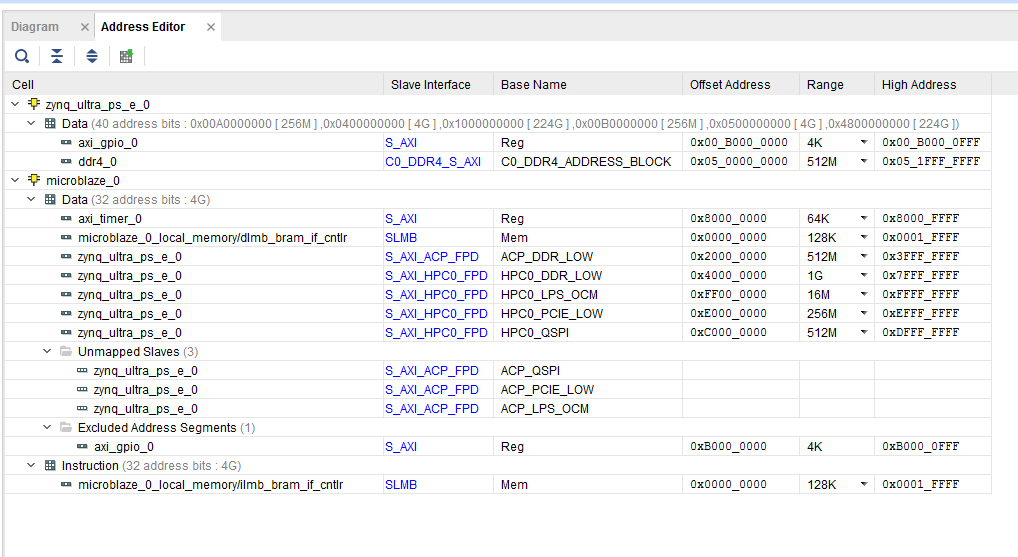 Diagram × Address Editor ×
Cell Slave Interface Base Name Offset Address Range High Address
zynq_ultra_ps_e_0
Data (40 address bits : 0x00A0000000 [ 256M ] ,0x0400000000 [ 4G ] ,0x1000000000 [ 224G ] ,0x00B0000000 [ 256M ] ,0x0500000000 [ 4G ] ,0x4800000000 [ 224G ])
axi_gpio_0 S_AXI Reg 0x00_B000_0000 4K 0x00_B000_0FFF
ddr4_0 C0_DDR4_S_AXI C0_DDR4_ADDRESS_BLOCK 0x05_0000_0000 512M 0x05_1FFF_FFFF
microblaze_0
Data (32 address bits : 4G)
axi_timer_0 S_AXI Reg 0x8000_0000 64K 0x8000_FFFF
microblaze_0_local_memory/dlmb_bram_if_cntlr SLMB Mem 0x0000_0000 128K 0x0001_FFFF
zynq_ultra_ps_e_0 S_AXI_ACP_FPD ACP_DDR_LOW 0x2000_0000 512M 0x3FFF_FFFF
zynq_ultra_ps_e_0 S_AXI_HPC0_FPD HPC0_DDR_LOW 0x4000_0000 1G 0x7FFF_FFFF
zynq_ultra_ps_e_0 S_AXI_HPC0_FPD HPC0_LPS_OCM 0xFF00_0000 16M 0xFFFF_FFFF
zynq_ultra_ps_e_0 S_AXI_HPC0_FPD HPC0_PCIE_LOW 0xE000_0000 256M 0xEFFF_FFFF
zynq_ultra_ps_e_0 S_AXI_HPC0_FPD HPC0_QSPI 0xC000_0000 512M 0xDFFF_FFFF
Unmapped Slaves (3)
zynq_ultra_ps_e_0 S_AXI_ACP_FPD ACP_QSPI
zynq_ultra_ps_e_0 S_AXI_ACP_FPD ACP_PCIE_LOW
zynq_ultra_ps_e_0 S_AXI_ACP_FPD ACP_LPS_OCM
Excluded Address Segments (1)
axi_gpio_0 S_AXI Reg 0xB000_0000 4K 0xB000_0FFF
Instruction (32 address bits : 4G)
microblaze_0_local_memory/ilmb_bram_if_cntlr SLMB Mem 0x0000_0000 128K 0x0001_FFFF